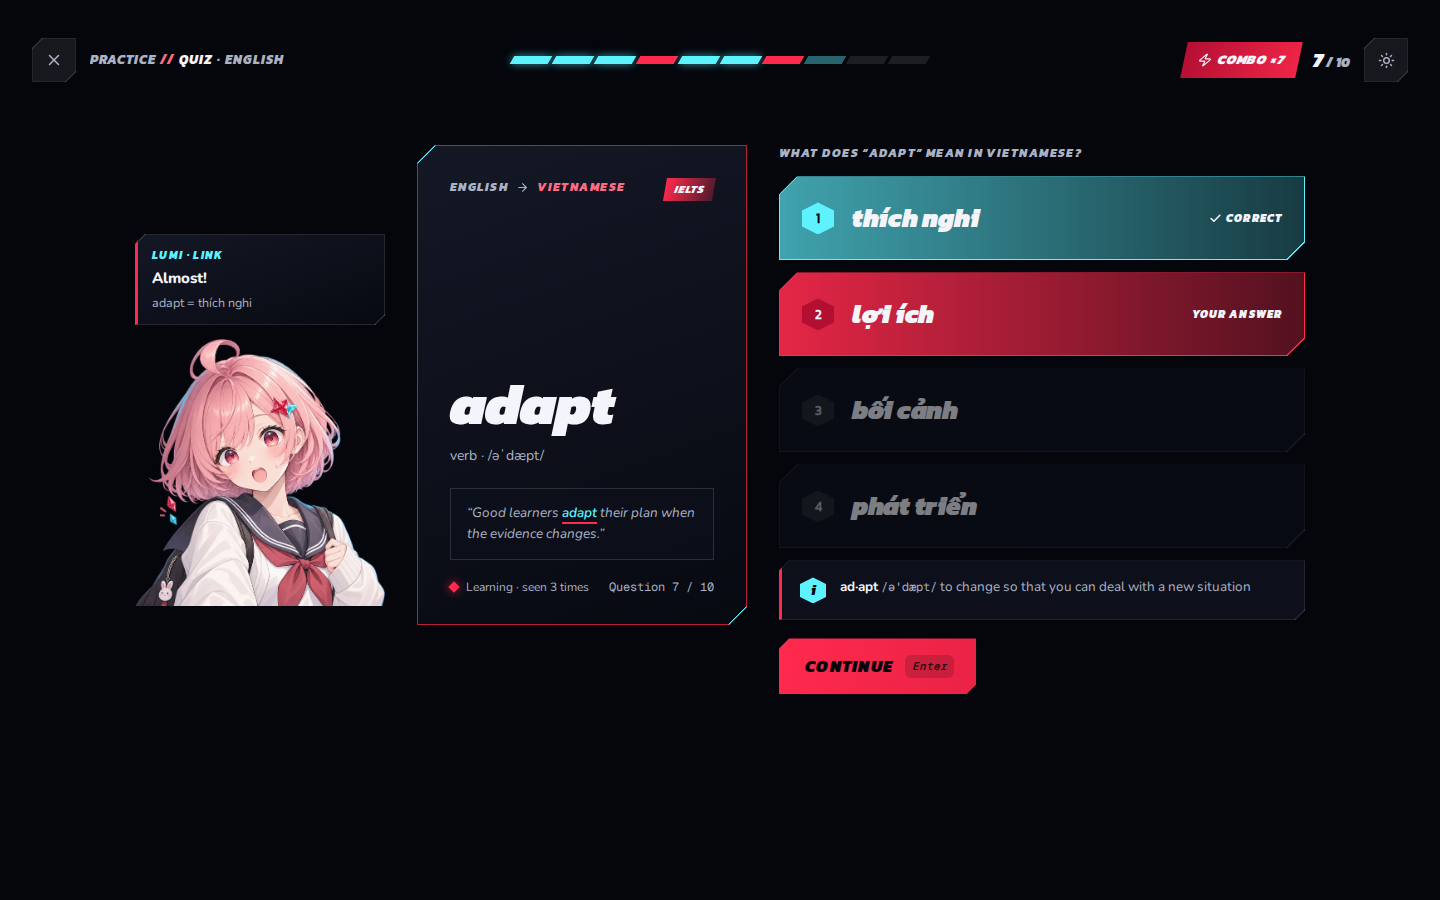 PRACTICE // QUIZ · ENGLISH
COMBO ×7
7 / 10
LUMI · LINK
Almost!
adapt = thích nghi
ENGLISH → VIETNAMESE
IELTS
adapt
verb · /əˈdæpt/
“Good learners adapt their plan when
the evidence changes.”
Learning · seen 3 times
Question 7 / 10
WHAT DOES “ADAPT” MEAN IN VIETNAMESE?
1 thích nghi
CORRECT
2 lợi ích
YOUR ANSWER
3 bối cảnh
4 phát triển
i ad·apt /əˈdæpt/ to change so that you can deal with a new situation
CONTINUE Enter